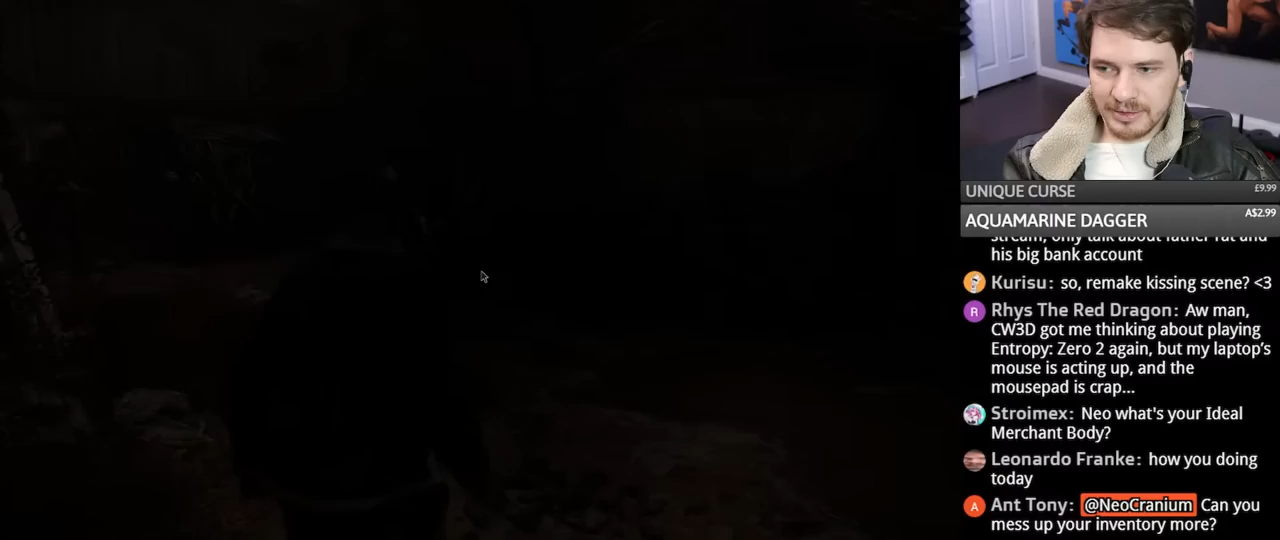 UNIQUE CURSE £9.99
AQUAMARINE DAGGER A$2.99
stream, only talk about father rat and
his big bank account
Kurisu: so, remake kissing scene? <3
Rhys The Red Dragon: Aw man,
CW3D got me thinking about playing
Entropy: Zero 2 again, but my laptop’s
mouse is acting up, and the
mousepad is crap...
Stroimex: Neo what's your Ideal
Merchant Body?
Leonardo Franke: how you doing
today
A Ant Tony: @NeoCranium Can you
mess up your inventory more?